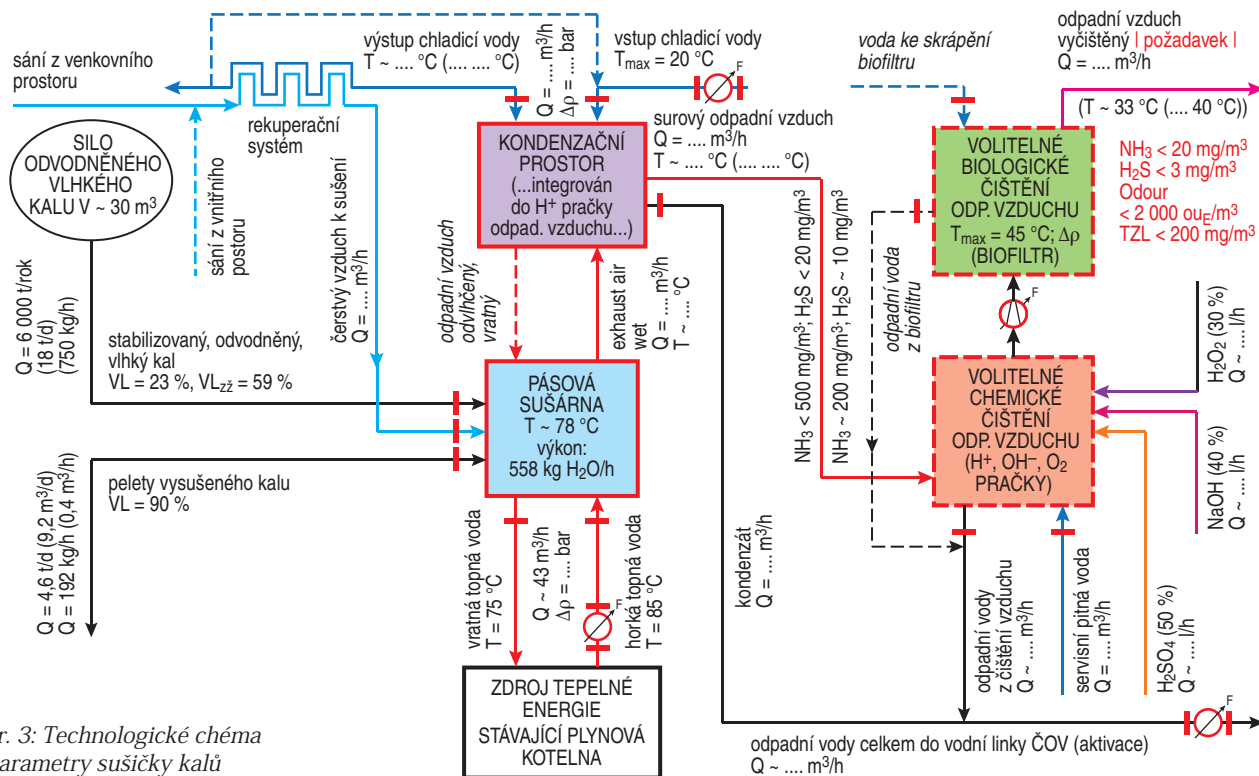 sání z venkovního
prostoru
výstup chladicí vody
T ~ .... °C (.... .... °C)
Q = .... m³/h
Δρ = .... bar
vstup chladicí vody
Tmax = 20 °C
F
voda ke skrápění
biofiltru
odpadní vzduch
vyčištěný | požadavek |
Q = .... m³/h
(T ~ 33 °C (.... 40 °C))
rekuperační
systém
SILO
ODVODNĚNÉHO
VLHKÉHO
KALU V ~ 30 m³
sání z vnitřního
postoru
čerstvý vzduch k sušení
Q = .... m³/h
KONDENZAČNÍ
PROSTOR
(...integrován
do H⁺ pračky
odpad. vzduchu...)
surový odpadní vzduch
Q = .... m³/h
T ~ .... °C (.... .... °C)
VOLITELNÉ
BIOLOGICKÉ
ČIŠTĚNÍ
ODP. VZDUCHU
Tmax = 45 °C; Δρ
(BIOFILTR)
NH₃ < 20 mg/m³
H₂S < 3 mg/m³
Odour
< 2 000 ouE/m³
TZL < 200 mg/m³
odpadní vzduch
odvlhčený,
vratný
exhaust air
wet
Q = .... m³/h
T ~ .... °C
NH₃ < 500 mg/m³; H₂S < 20 mg/m³
NH₃ ~ 200 mg/m³; H₂S ~ 10 mg/m³
odpadní voda
z biofiltru
F
Q = 6 000 t/rok
(18 t/d)
(750 kg/h)
stabilizovaný, odvodněný,
vlhký kal
VL = 23 %, VLzž = 59 %
PÁSOVÁ
SUŠÁRNA
T ~ 78 °C
výkon:
558 kg H₂O/h
VOLITELNÉ
CHEMICKÉ
ČIŠTĚNÍ
ODP. VZDUCHU
(H⁺, OH⁻, O₂
PRAČKY)
H₂O₂ (30 %)
Q ~ .... l/h
NaOH (40 %)
Q ~ .... l/h
pelety vysušeného kalu
VL = 90 %
Q = 4,6 t/d (9,2 m³/d)
Q = 192 kg/h (0,4 m³/h)
vratná topná voda
T = 75 °C
Q ~ 43 m³/h
Δρ = .... bar
F
horká topná voda
T = 85 °C
kondenzát
Q = .... m³/h
odpadní vody
z čištění vzduchu
Q ~ .... m³/h
servisní pitná voda
Q = .... m³/h
H₂SO₄ (50 %)
Q ~ ..... l/h
ZDROJ TEPELNÉ
ENERGIE
STÁVAJÍCÍ PLYNOVÁ
KOTELNA
F
odpadní vody celkem do vodní linky ČOV (aktivace)
Q ~ .... m³/h
r. 3: Technologické chéma
arametry sušičky kalů